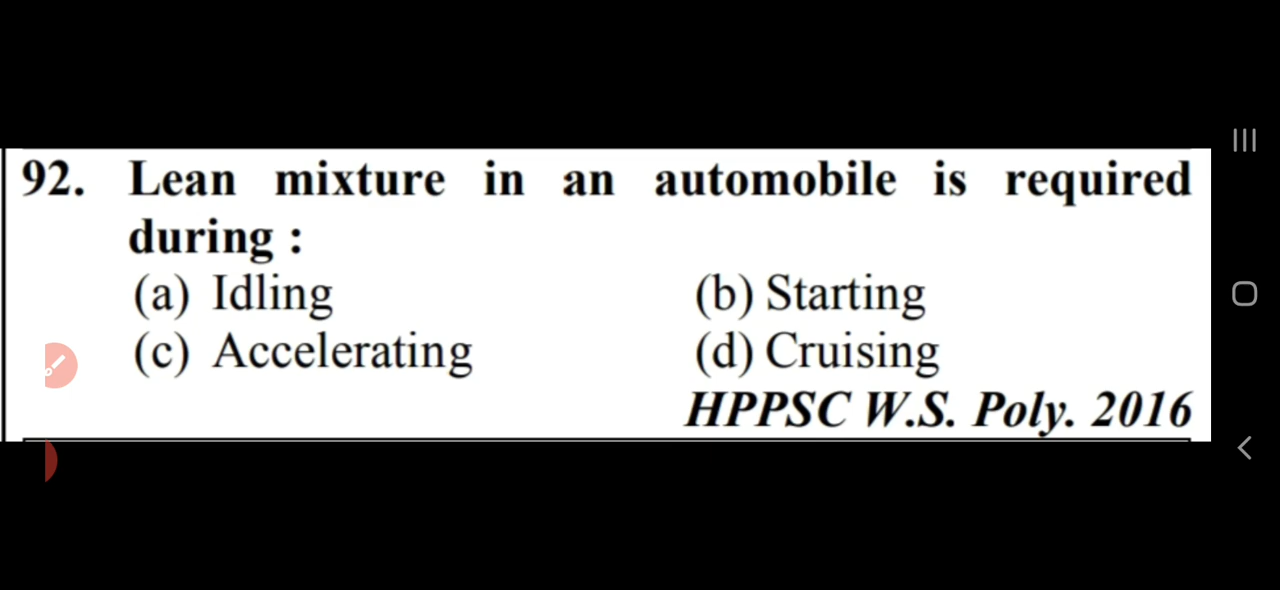 92. Lean mixture in an automobile is required
during :
(a) Idling (b) Starting
(c) Accelerating (d) Cruising
HPPSC W.S. Poly. 2016